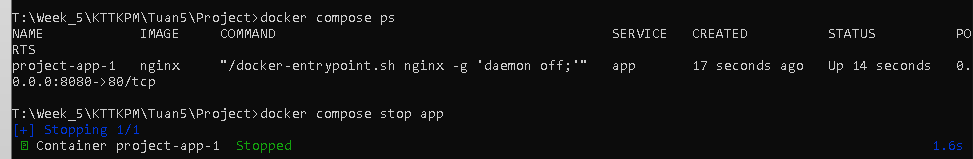 T:\Week_5\KTTKPM\Tuan5\Project>docker compose ps
NAME IMAGE COMMAND SERVICE CREATED STATUS PO
RTS
project-app-1 nginx "/docker-entrypoint.sh nginx -g 'daemon off;'" app 17 seconds ago Up 14 seconds 0.
0.0.0:8080->80/tcp
T:\Week_5\KTTKPM\Tuan5\Project>docker compose stop app
[+] Stopping 1/1
Container project-app-1 Stopped 1.6s